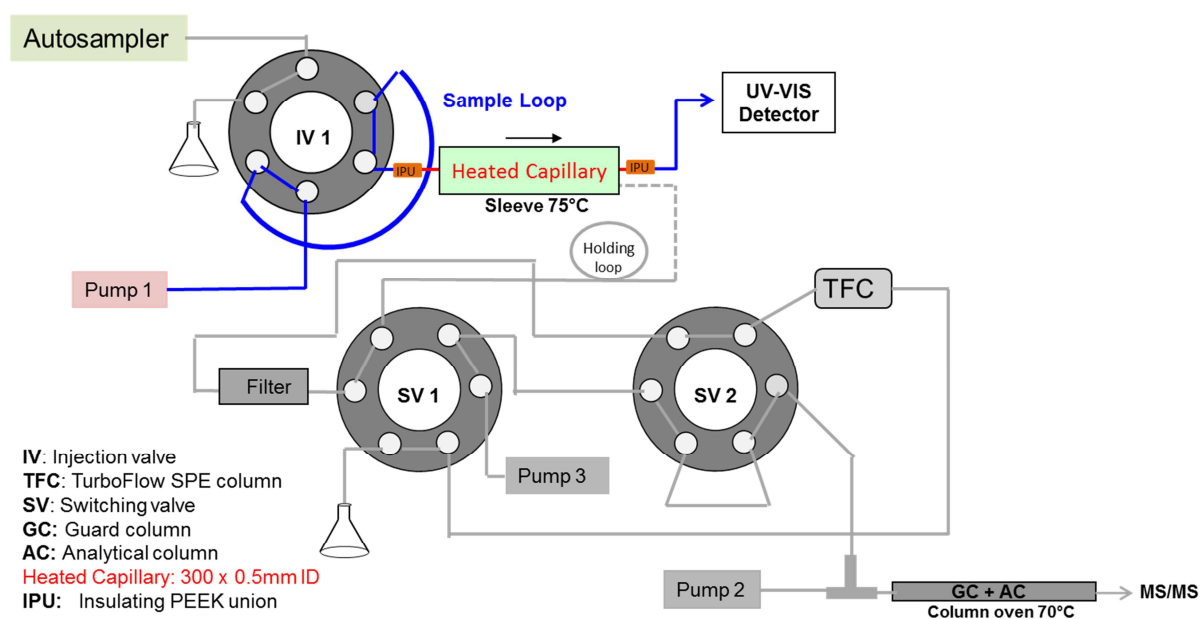 Autosampler
IV 1
Sample Loop
UV-VIS
Detector
IPU
Heated Capillary
IPU
Sleeve 75°C
Holding
loop
Pump 1
TFC
Filter
SV 1
SV 2
Pump 3
IV: Injection valve
TFC: TurboFlow SPE column
SV: Switching valve
GC: Guard column
AC: Analytical column
Heated Capillary: 300 x 0.5mm ID
IPU: Insulating PEEK union
Pump 2
GC + AC
MS/MS
Column oven 70°C